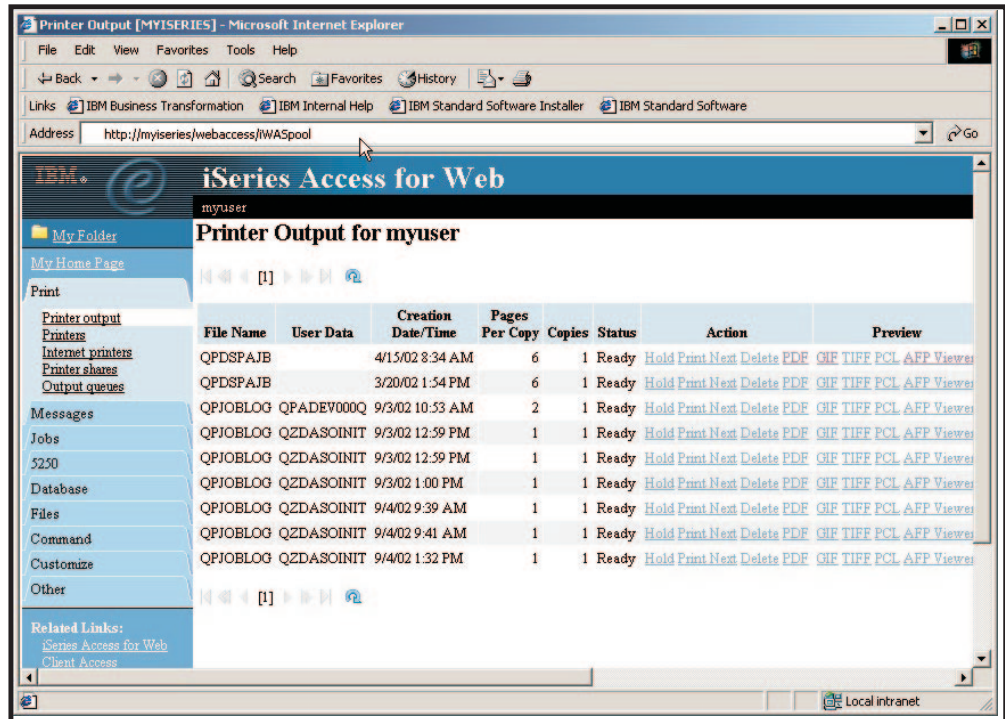 Printer Output [MYISERIES] - Microsoft Internet Explorer
File Edit View Favorites Tools Help
Back Search Favorites History
Links IBM Business Transformation IBM Internal Help IBM Standard Software Installer IBM Standard Software
Address http://myiseries/webaccess/iWASpool Go
IBM. iSeries Access for Web
myuser
My Folder
My Home Page
Print
Printer output
Printers
Internet printers
Printer shares
Output queues
Messages
Jobs
5250
Database
Files
Command
Customize
Other
Related Links:
iSeries Access for Web
Client Access
Printer Output for myuser
[1]
File Name User Data Creation Date/Time Pages Per Copy Copies Status Action Preview
QPDSPAJB 4/15/02 8:34 AM 6 1 Ready Hold Print Next Delete PDF GIF TIFF PCL AFP Viewer
QPDSPAJB 3/20/02 1:54 PM 6 1 Ready Hold Print Next Delete PDF GIF TIFF PCL AFP Viewer
QPJOBLOG QPADEV000Q 9/3/02 10:53 AM 2 1 Ready Hold Print Next Delete PDF GIF TIFF PCL AFP Viewer
QPJOBLOG QZDASOINIT 9/3/02 12:59 PM 1 1 Ready Hold Print Next Delete PDF GIF TIFF PCL AFP Viewer
QPJOBLOG QZDASOINIT 9/3/02 12:59 PM 1 1 Ready Hold Print Next Delete PDF GIF TIFF PCL AFP Viewer
QPJOBLOG QZDASOINIT 9/3/02 1:00 PM 1 1 Ready Hold Print Next Delete PDF GIF TIFF PCL AFP Viewer
QPJOBLOG QZDASOINIT 9/4/02 9:39 AM 1 1 Ready Hold Print Next Delete PDF GIF TIFF PCL AFP Viewer
QPJOBLOG QZDASOINIT 9/4/02 9:41 AM 1 1 Ready Hold Print Next Delete PDF GIF TIFF PCL AFP Viewer
QPJOBLOG QZDASOINIT 9/4/02 1:32 PM 1 1 Ready Hold Print Next Delete PDF GIF TIFF PCL AFP Viewer
[1]
Local intranet